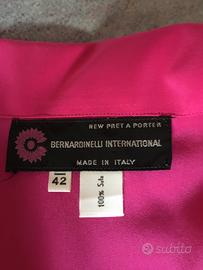 NEW PRET A PORTER
BERNARDINELLI INTERNATIONAL
MADE IN ITALY
42
100% Seta
subito